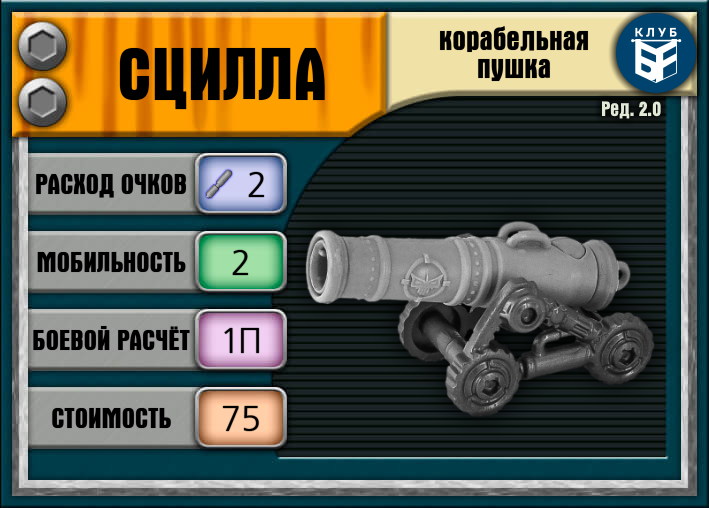 СЦИЛЛА
корабельная
пушка
КЛУБ
Ред. 2.0
РАСХОД ОЧКОВ 2
МОБИЛЬНОСТЬ 2
БОЕВОЙ РАСЧЁТ 1П
СТОИМОСТЬ 75